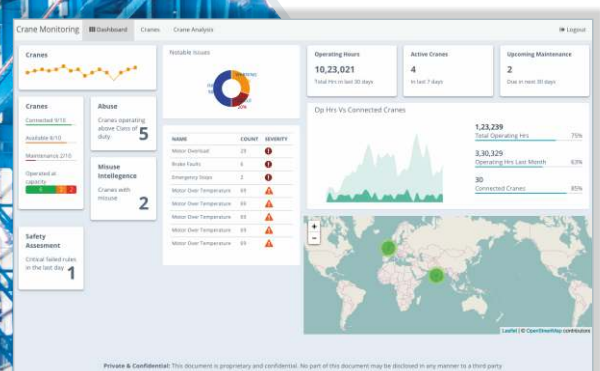 Crane Monitoring
Dashboard
Cranes
Crane Analysis
Logout
Cranes
Notable Issues
20%
Operating Hours
10,23,021
Total Hrs in last 30 days
Active Cranes
4
In last 7 days
Upcoming Maintenance
2
Due in next 30 days
Cranes
Connected 9/10
Available 6/10
Maintenance 2/10
Operated at
capacity
6 2 2
Abuse
Cranes operating
above Class of
duty
5
Misuse
Intellegence
Cranes with
misuse
2
Safety
Assesment
Critical failed rules
in the last day
1
NAME COUNT SEVERITY
Motor Overload 29
Brake Faults 6
Emergency Stops 2
Motor Over Temperature 69
Motor Over Temperature 69
Motor Over Temperature 69
Motor Over Temperature 69
Motor Over Temperature 69
Op Hrs Vs Connected Cranes
1,23,239
Total Operating Hrs 75%
3,30,329
Operating Hrs Last Month 63%
30
Connected Cranes 85%
+
-
Leaflet | © OpenStreetMap contributors
Private & Confidential: This document is proprietary and confidential. No part of this document may be disclosed in any manner to a third party